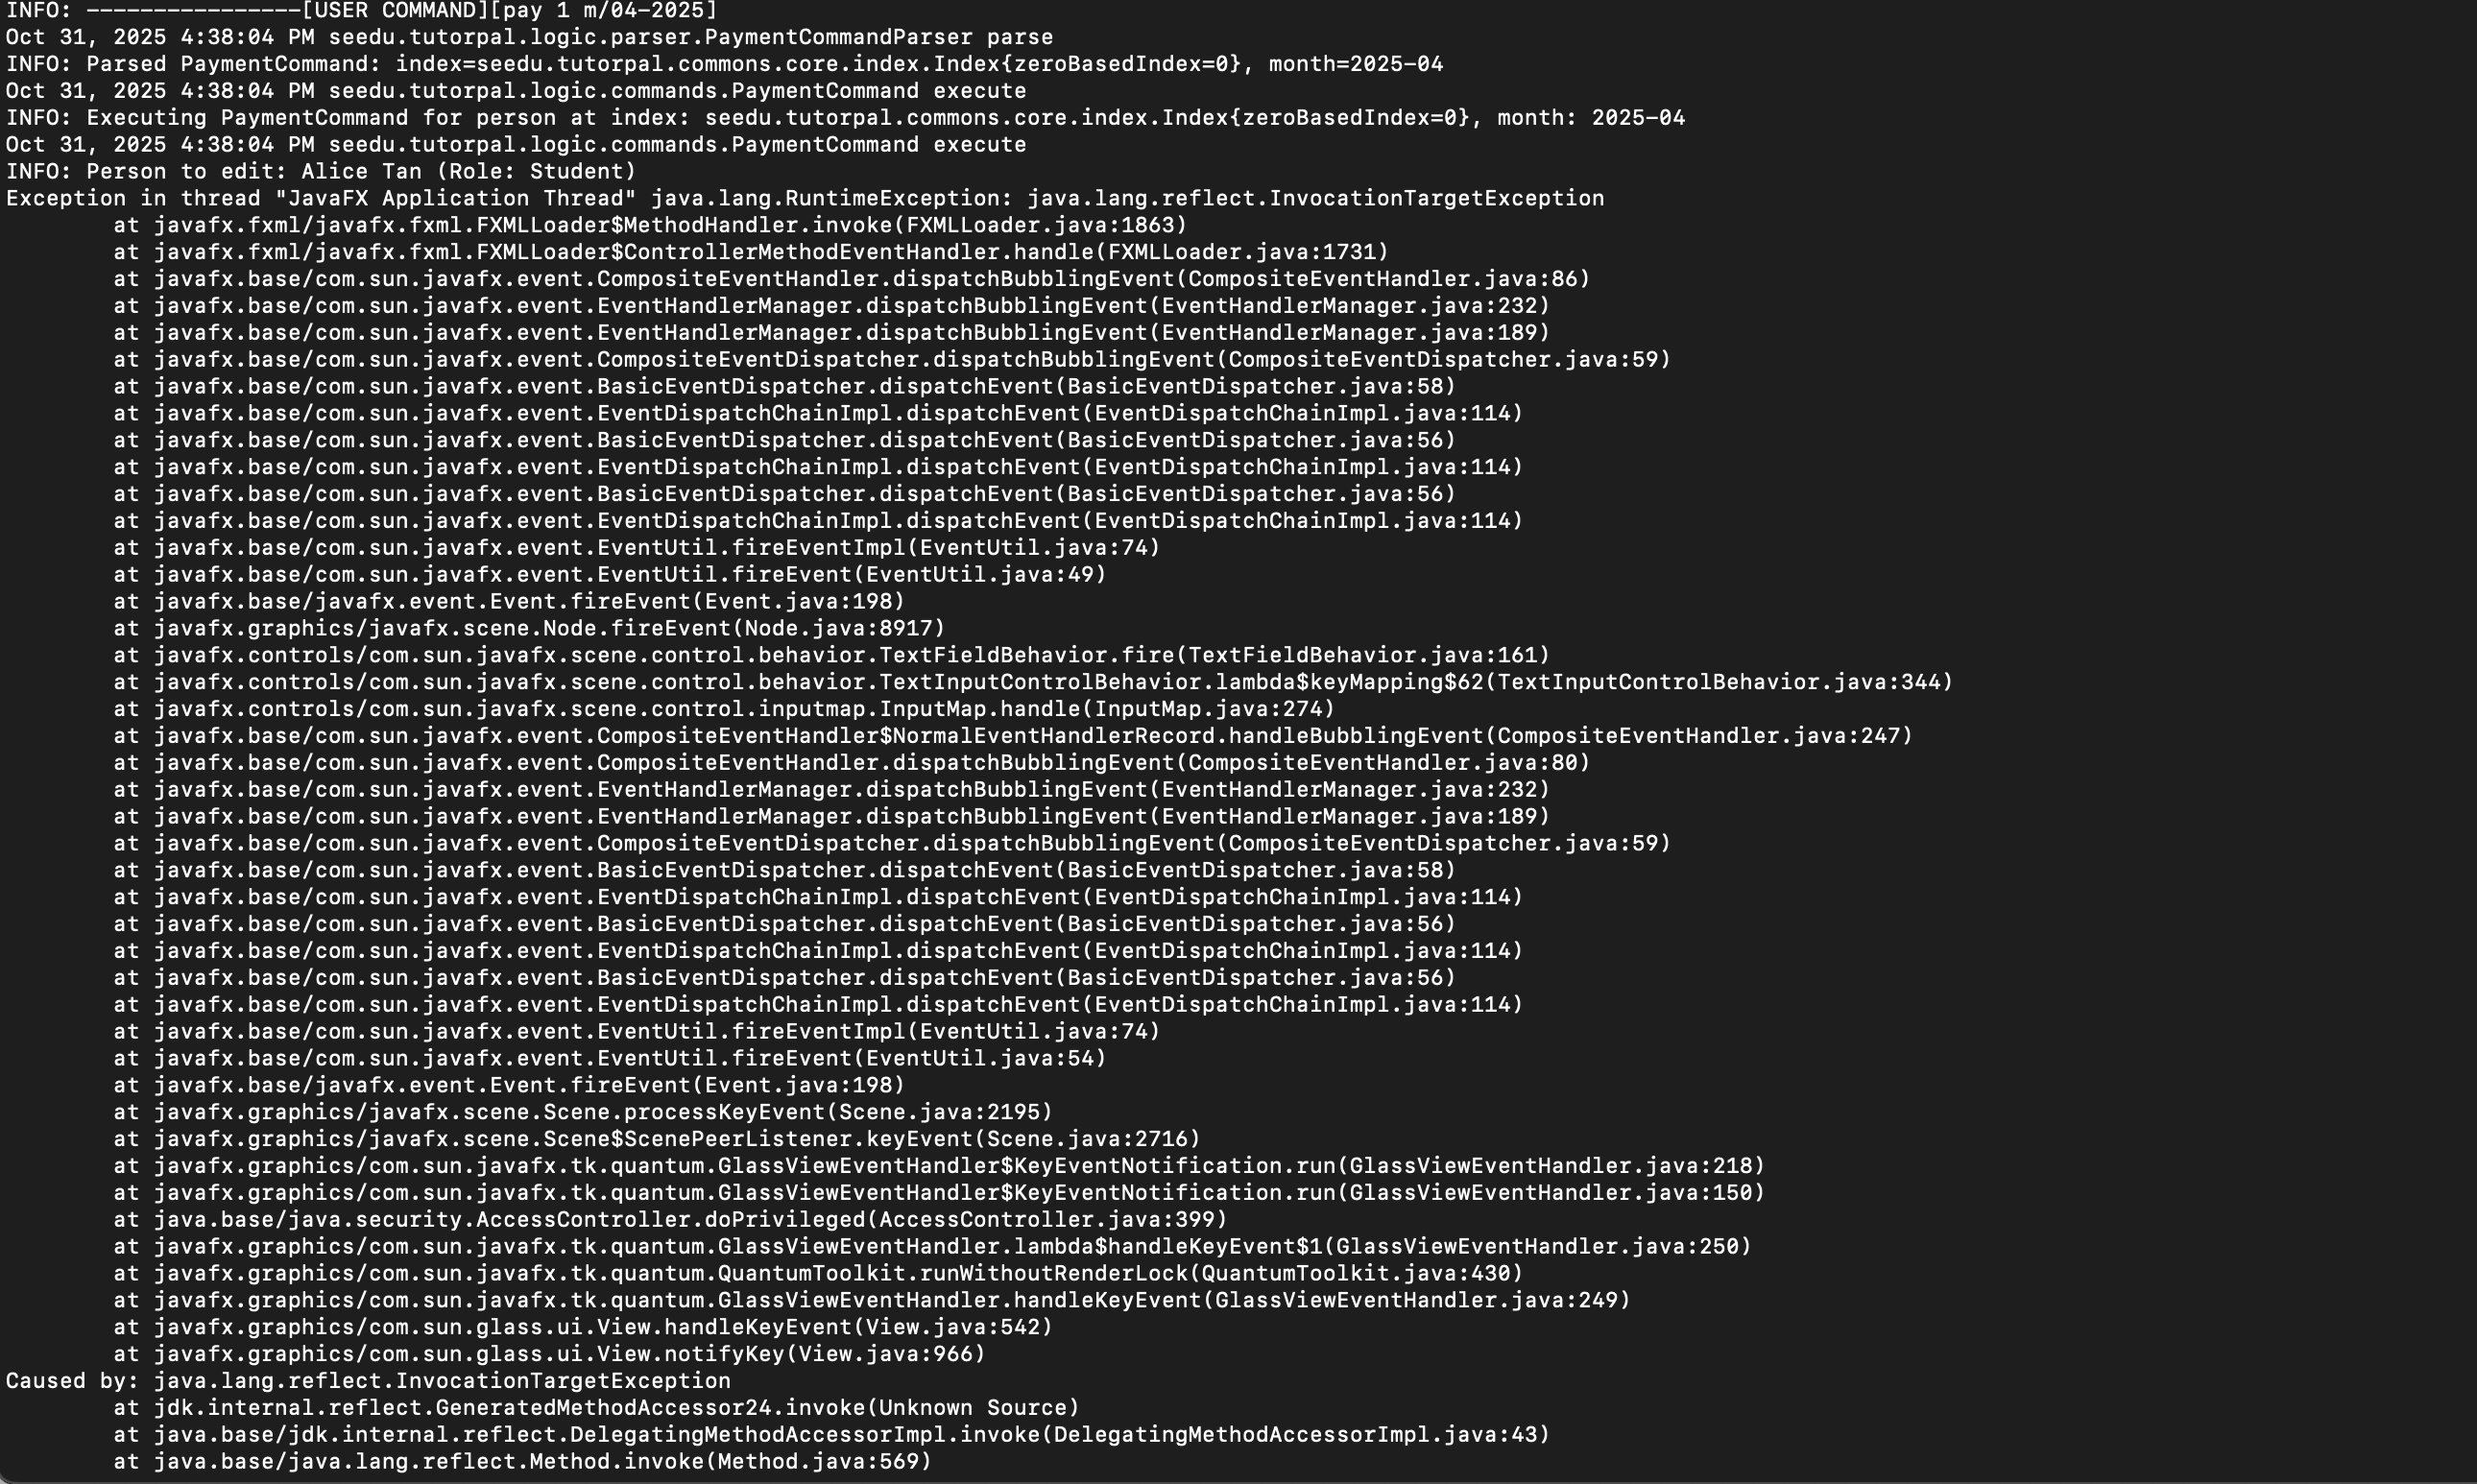 INFO: ----------------[USER COMMAND][pay 1 m/04-2025]
Oct 31, 2025 4:38:04 PM seedu.tutorpal.logic.parser.PaymentCommandParser parse
INFO: Parsed PaymentCommand: index=seedu.tutorpal.commons.core.index.Index{zeroBasedIndex=0}, month=2025-04
Oct 31, 2025 4:38:04 PM seedu.tutorpal.logic.commands.PaymentCommand execute
INFO: Executing PaymentCommand for person at index: seedu.tutorpal.commons.core.index.Index{zeroBasedIndex=0}, month: 2025-04
Oct 31, 2025 4:38:04 PM seedu.tutorpal.logic.commands.PaymentCommand execute
INFO: Person to edit: Alice Tan (Role: Student)
Exception in thread "JavaFX Application Thread" java.lang.RuntimeException: java.lang.reflect.InvocationTargetException
at javafx.fxml/javafx.fxml.FXMLLoader$MethodHandler.invoke(FXMLLoader.java:1863)
at javafx.fxml/javafx.fxml.FXMLLoader$ControllerMethodEventHandler.handle(FXMLLoader.java:1731)
at javafx.base/com.sun.javafx.event.CompositeEventHandler.dispatchBubblingEvent(CompositeEventHandler.java:86)
at javafx.base/com.sun.javafx.event.EventHandlerManager.dispatchBubblingEvent(EventHandlerManager.java:232)
at javafx.base/com.sun.javafx.event.EventHandlerManager.dispatchBubblingEvent(EventHandlerManager.java:189)
at javafx.base/com.sun.javafx.event.CompositeEventDispatcher.dispatchBubblingEvent(CompositeEventDispatcher.java:59)
at javafx.base/com.sun.javafx.event.BasicEventDispatcher.dispatchEvent(BasicEventDispatcher.java:58)
at javafx.base/com.sun.javafx.event.EventDispatchChainImpl.dispatchEvent(EventDispatchChainImpl.java:114)
at javafx.base/com.sun.javafx.event.BasicEventDispatcher.dispatchEvent(BasicEventDispatcher.java:56)
at javafx.base/com.sun.javafx.event.EventDispatchChainImpl.dispatchEvent(EventDispatchChainImpl.java:114)
at javafx.base/com.sun.javafx.event.BasicEventDispatcher.dispatchEvent(BasicEventDispatcher.java:56)
at javafx.base/com.sun.javafx.event.EventDispatchChainImpl.dispatchEvent(EventDispatchChainImpl.java:114)
at javafx.base/com.sun.javafx.event.EventUtil.fireEventImpl(EventUtil.java:74)
at javafx.base/com.sun.javafx.event.EventUtil.fireEvent(EventUtil.java:49)
at javafx.base/javafx.event.Event.fireEvent(Event.java:198)
at javafx.graphics/javafx.scene.Node.fireEvent(Node.java:8917)
at javafx.controls/com.sun.javafx.scene.control.behavior.TextFieldBehavior.fire(TextFieldBehavior.java:161)
at javafx.controls/com.sun.javafx.scene.control.behavior.TextInputControlBehavior.lambda$keyMapping$62(TextInputControlBehavior.java:344)
at javafx.controls/com.sun.javafx.scene.control.inputmap.InputMap.handle(InputMap.java:274)
at javafx.base/com.sun.javafx.event.CompositeEventHandler$NormalEventHandlerRecord.handleBubblingEvent(CompositeEventHandler.java:247)
at javafx.base/com.sun.javafx.event.CompositeEventHandler.dispatchBubblingEvent(CompositeEventHandler.java:80)
at javafx.base/com.sun.javafx.event.EventHandlerManager.dispatchBubblingEvent(EventHandlerManager.java:232)
at javafx.base/com.sun.javafx.event.EventHandlerManager.dispatchBubblingEvent(EventHandlerManager.java:189)
at javafx.base/com.sun.javafx.event.CompositeEventDispatcher.dispatchBubblingEvent(CompositeEventDispatcher.java:59)
at javafx.base/com.sun.javafx.event.BasicEventDispatcher.dispatchEvent(BasicEventDispatcher.java:58)
at javafx.base/com.sun.javafx.event.EventDispatchChainImpl.dispatchEvent(EventDispatchChainImpl.java:114)
at javafx.base/com.sun.javafx.event.BasicEventDispatcher.dispatchEvent(BasicEventDispatcher.java:56)
at javafx.base/com.sun.javafx.event.EventDispatchChainImpl.dispatchEvent(EventDispatchChainImpl.java:114)
at javafx.base/com.sun.javafx.event.BasicEventDispatcher.dispatchEvent(BasicEventDispatcher.java:56)
at javafx.base/com.sun.javafx.event.EventDispatchChainImpl.dispatchEvent(EventDispatchChainImpl.java:114)
at javafx.base/com.sun.javafx.event.EventUtil.fireEventImpl(EventUtil.java:74)
at javafx.base/com.sun.javafx.event.EventUtil.fireEvent(EventUtil.java:54)
at javafx.base/javafx.event.Event.fireEvent(Event.java:198)
at javafx.graphics/javafx.scene.Scene.processKeyEvent(Scene.java:2195)
at javafx.graphics/javafx.scene.Scene$ScenePeerListener.keyEvent(Scene.java:2716)
at javafx.graphics/com.sun.javafx.tk.quantum.GlassViewEventHandler$KeyEventNotification.run(GlassViewEventHandler.java:218)
at javafx.graphics/com.sun.javafx.tk.quantum.GlassViewEventHandler$KeyEventNotification.run(GlassViewEventHandler.java:150)
at java.base/java.security.AccessController.doPrivileged(AccessController.java:399)
at javafx.graphics/com.sun.javafx.tk.quantum.GlassViewEventHandler.lambda$handleKeyEvent$1(GlassViewEventHandler.java:250)
at javafx.graphics/com.sun.javafx.tk.quantum.QuantumToolkit.runWithoutRenderLock(QuantumToolkit.java:430)
at javafx.graphics/com.sun.javafx.tk.quantum.GlassViewEventHandler.handleKeyEvent(GlassViewEventHandler.java:249)
at javafx.graphics/com.sun.glass.ui.View.handleKeyEvent(View.java:542)
at javafx.graphics/com.sun.glass.ui.View.notifyKey(View.java:966)
Caused by: java.lang.reflect.InvocationTargetException
at jdk.internal.reflect.GeneratedMethodAccessor24.invoke(Unknown Source)
at java.base/jdk.internal.reflect.DelegatingMethodAccessorImpl.invoke(DelegatingMethodAccessorImpl.java:43)
at java.base/java.lang.reflect.Method.invoke(Method.java:569)